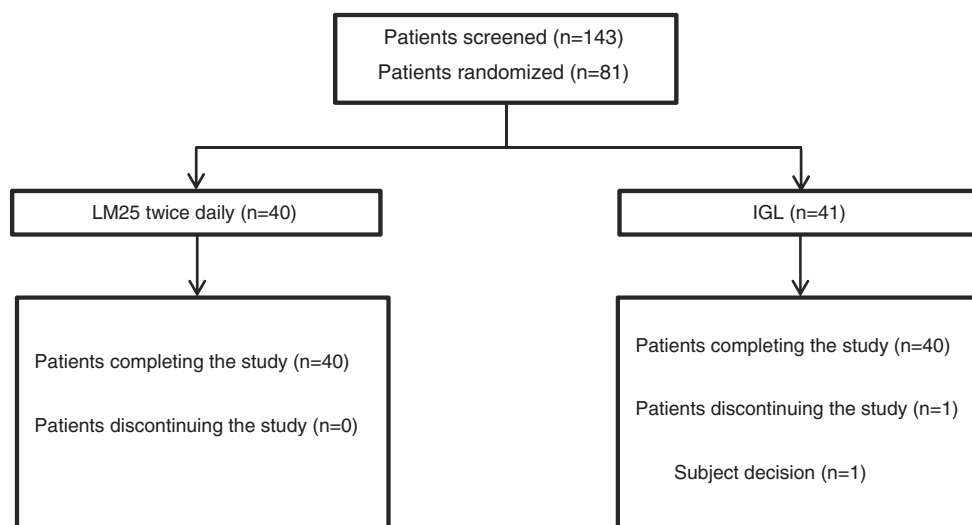 Patients screened (n=143)
Patients randomized (n=81)
LM25 twice daily (n=40)
IGL (n=41)
Patients completing the study (n=40)
Patients discontinuing the study (n=0)
Patients completing the study (n=40)
Patients discontinuing the study (n=1)
Subject decision (n=1)